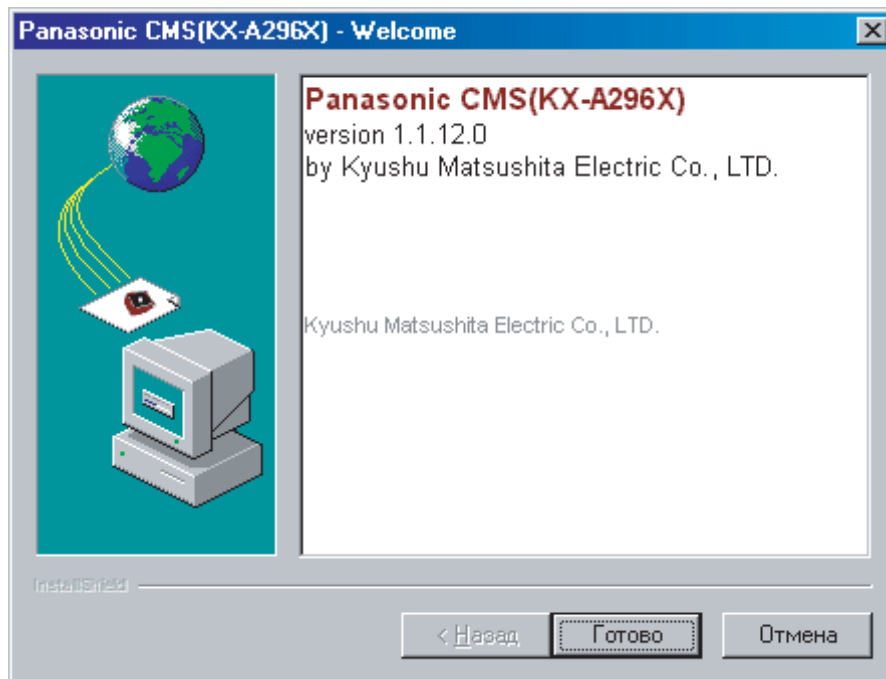 Panasonic CMS(KX-A296X) - Welcome
Panasonic CMS(KX-A296X)
version 1.1.12.0
by Kyushu Matsushita Electric Co., LTD.
Kyushu Matsushita Electric Co., LTD.
InstallShield
< Назад Готово Отмена